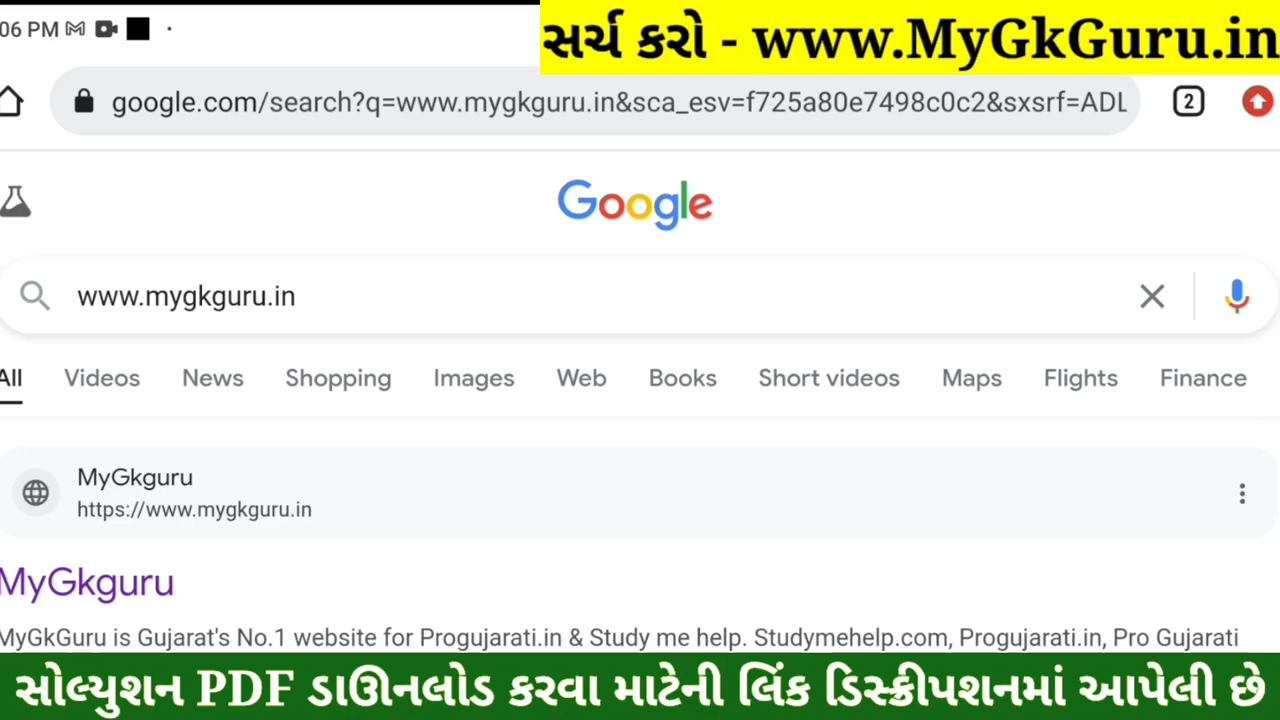 06 PM
સર્ચ કરો - www.MyGkGuru.in
google.com/search?q=www.mygkguru.in&sca_esv=f725a80e7498c0c2&sxsrf=ADL
2
Google
www.mygkguru.in
All Videos News Shopping Images Web Books Short videos Maps Flights Finance
MyGkguru
https://www.mygkguru.in
MyGkguru
MyGkGuru is Gujarat's No.1 website for Progujarati.in & Study me help. Studymehelp.com, Progujarati.in, Pro Gujarati
સોલ્યુશન PDF ડાઊનલોડ કરવા માટેની લિંક ડિસ્ક્રીપશનમાં આપેલી છે